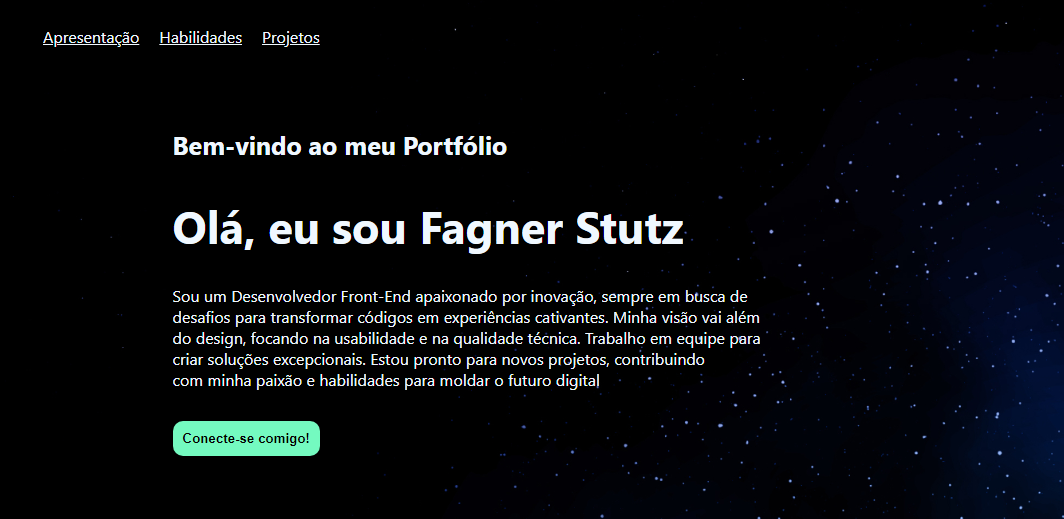 Apresentação Habilidades Projetos
Bem-vindo ao meu Portfólio
Olá, eu sou Fagner Stutz
Sou um Desenvolvedor Front-End apaixonado por inovação, sempre em busca de
desafios para transformar códigos em experiências cativantes. Minha visão vai além
do design, focando na usabilidade e na qualidade técnica. Trabalho em equipe para
criar soluções excepcionais. Estou pronto para novos projetos, contribuindo
com minha paixão e habilidades para moldar o futuro digital
Conecte-se comigo!